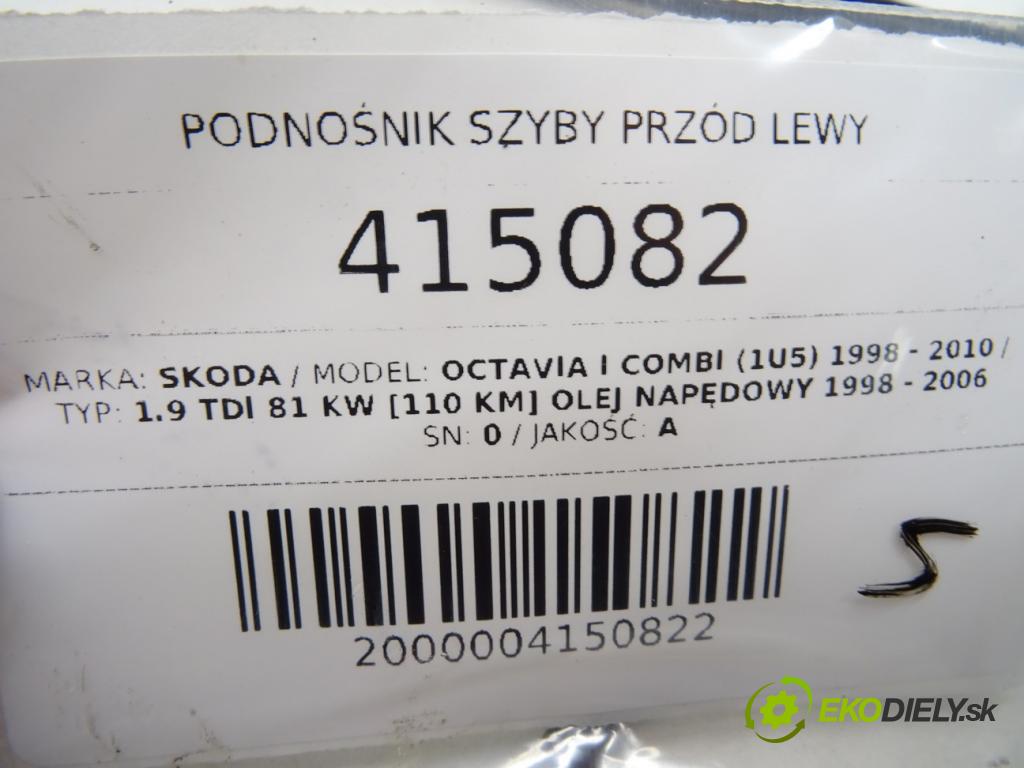 PODNOŚNIK SZYBY PRZÓD LEWY
415082
MARKA: SKODA / MODEL: OCTAVIA I COMBI (1U5) 1998 - 2010 /
TYP: 1.9 TDI 81 KW [110 KM] OLEJ NAPĘDOWY 1998 - 2006
SN: 0 / JAKOŚĆ: A
5
2000004150822
EKODIELY.sk